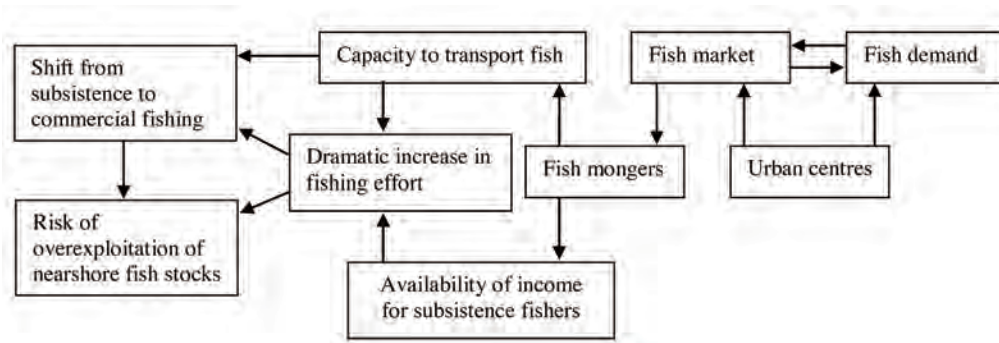 Shift from
subsistence to
commercial fishing
Capacity to transport fish
Fish market
Fish demand
Dramatic increase in
fishing effort
Fish mongers
Urban centres
Risk of
overexploitation of
nearshore fish stocks
Availability of income
for subsistence fishers